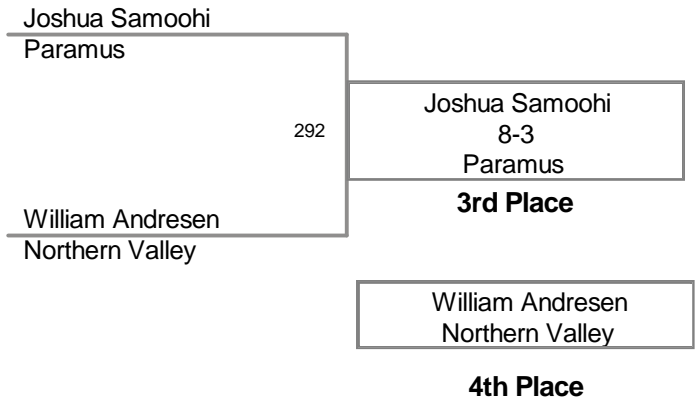 Joshua Samoohi
Paramus
292
Joshua Samoohi
8-3
Paramus
3rd Place
William Andresen
Northern Valley
William Andresen
Northern Valley
4th Place